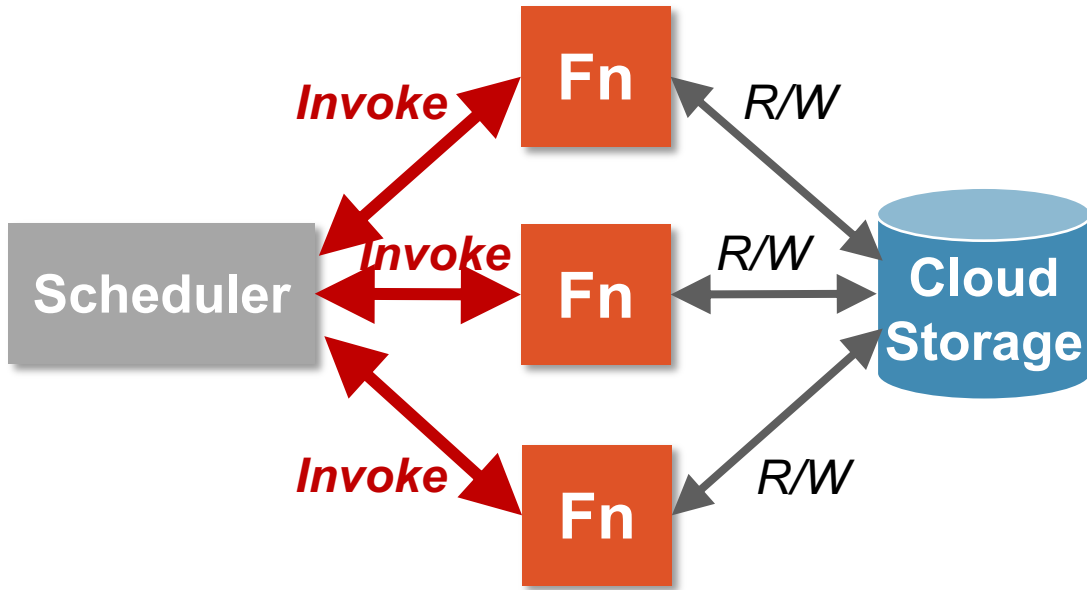 Fn
Invoke
R/W
Invoke
R/W
Scheduler
Fn
Cloud
Storage
Invoke
R/W
Fn